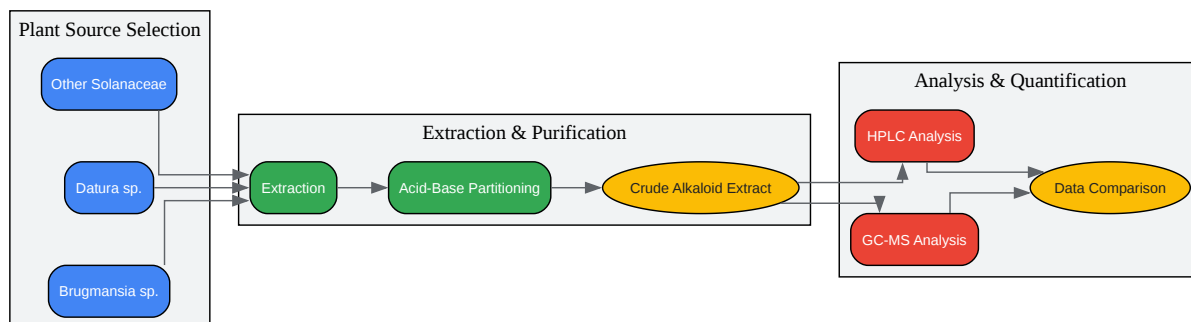 Plant Source Selection
Other Solanaceae
Datura sp.
Brugmansia sp.
Extraction & Purification
Extraction
Acid-Base Partitioning
Crude Alkaloid Extract
Analysis & Quantification
HPLC Analysis
GC-MS Analysis
Data Comparison